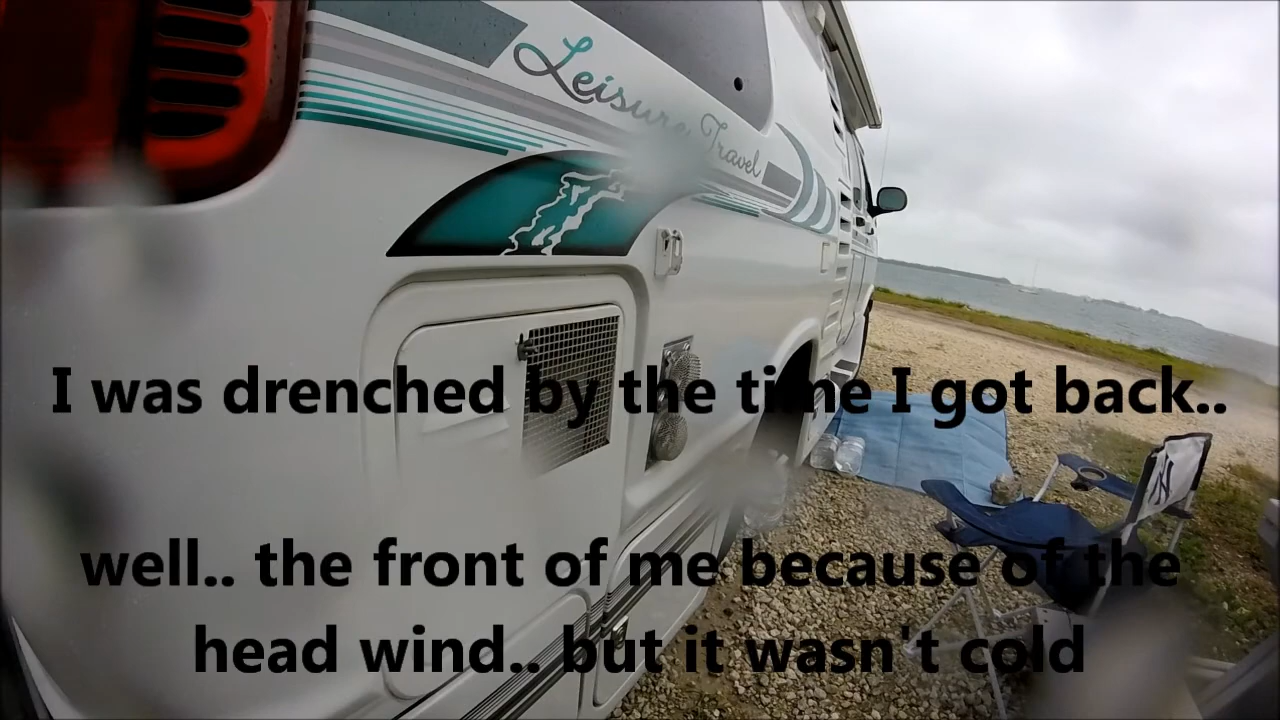 Leisure Travel
I was drenched by the time I got back..
well.. the front of me because of the
head wind.. but it wasn't cold
NY